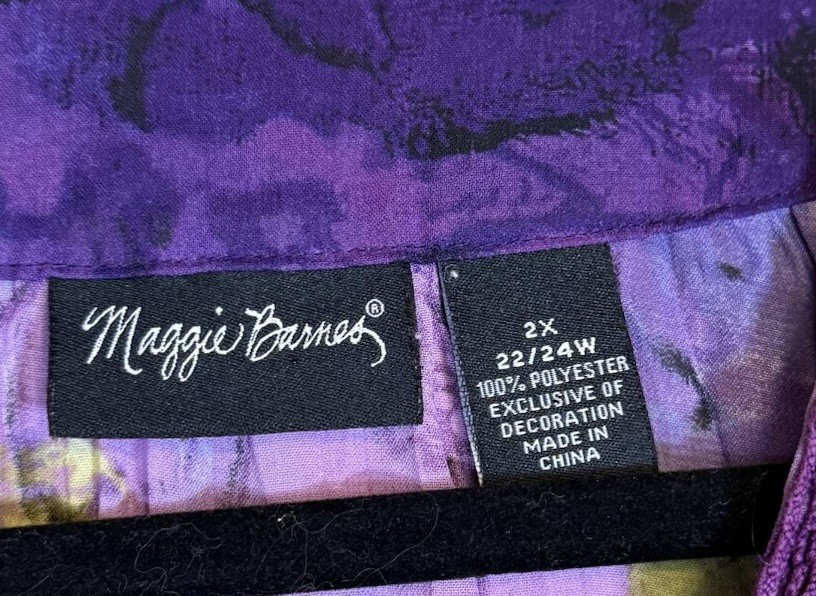 Maggie Barnes®
2X
22/24W
100% POLYESTER
EXCLUSIVE OF
DECORATION
MADE IN
CHINA